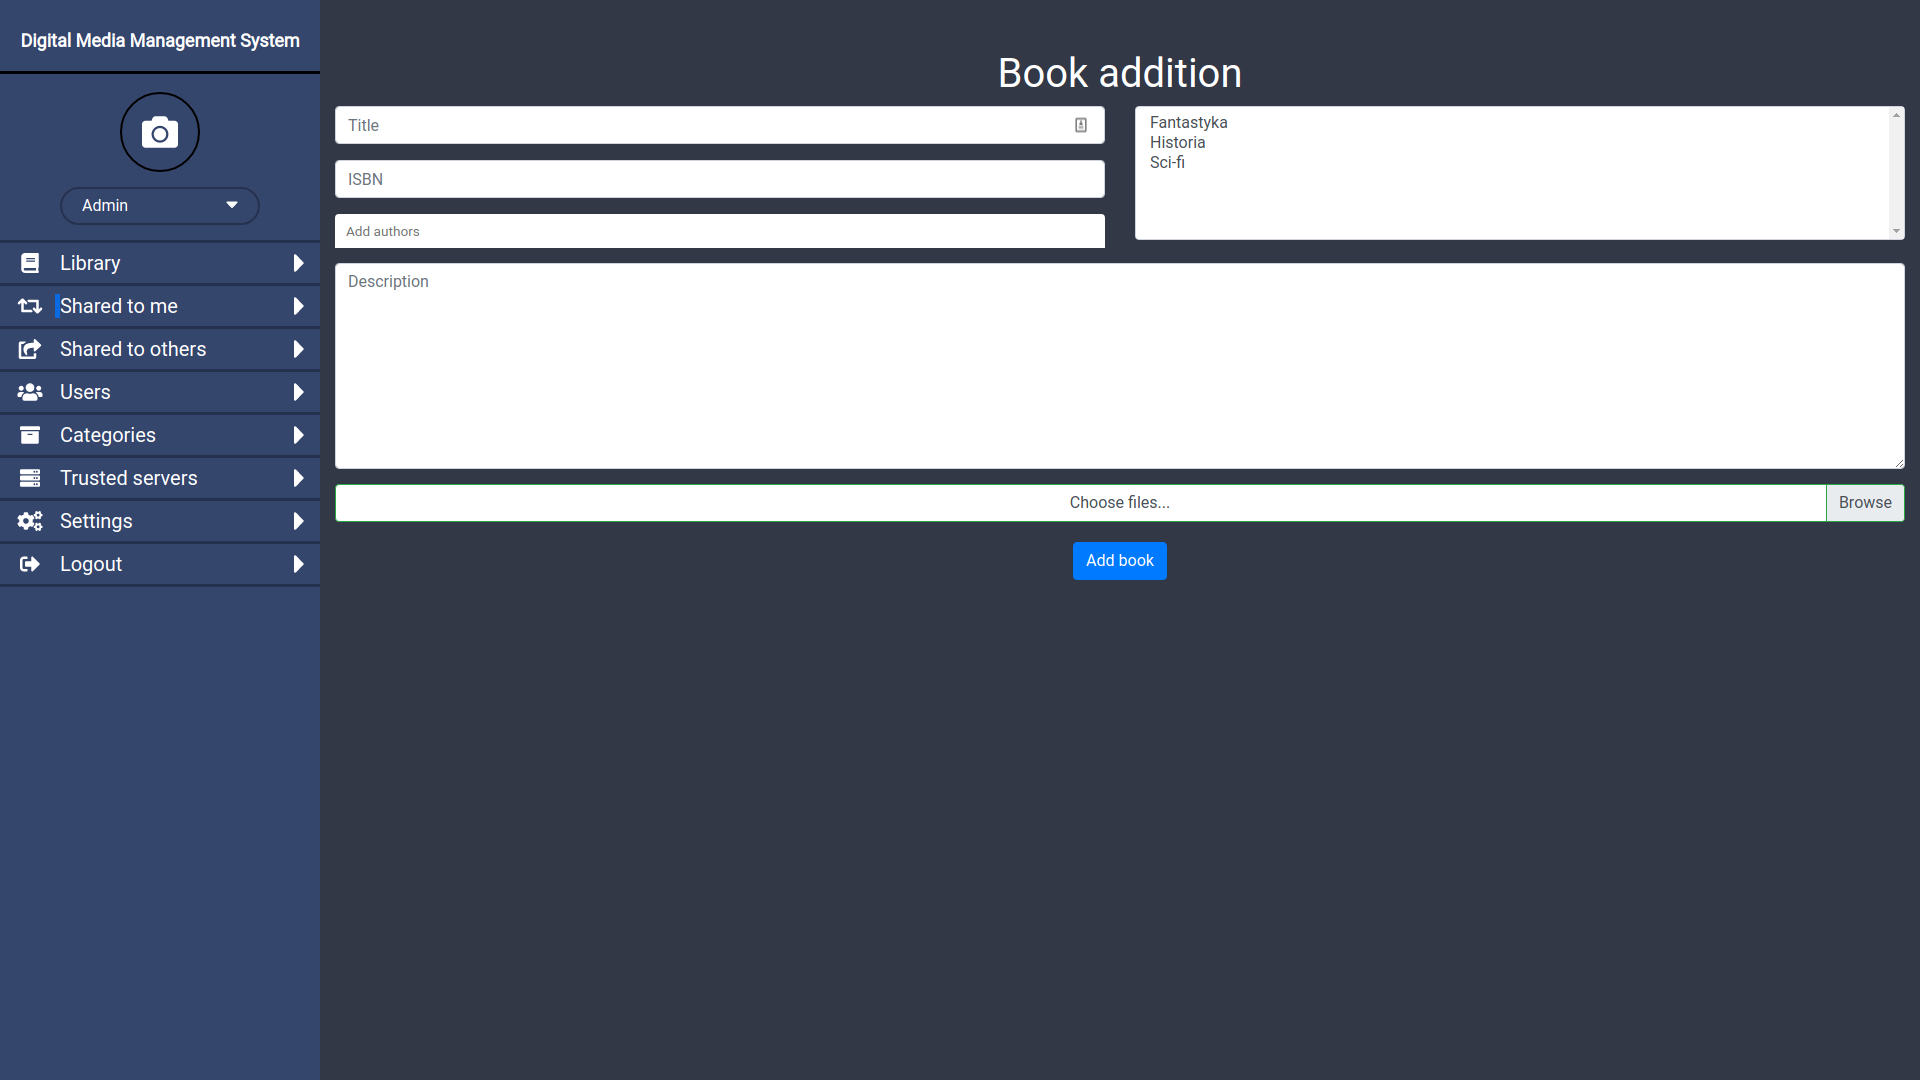 Digital Media Management System
Admin
Library
Shared to me
Shared to others
Users
Categories
Trusted servers
Settings
Logout
Book addition
Title
ISBN
Add authors
Fantastyka
Historia
Sci-fi
Description
Choose files...
Browse
Add book